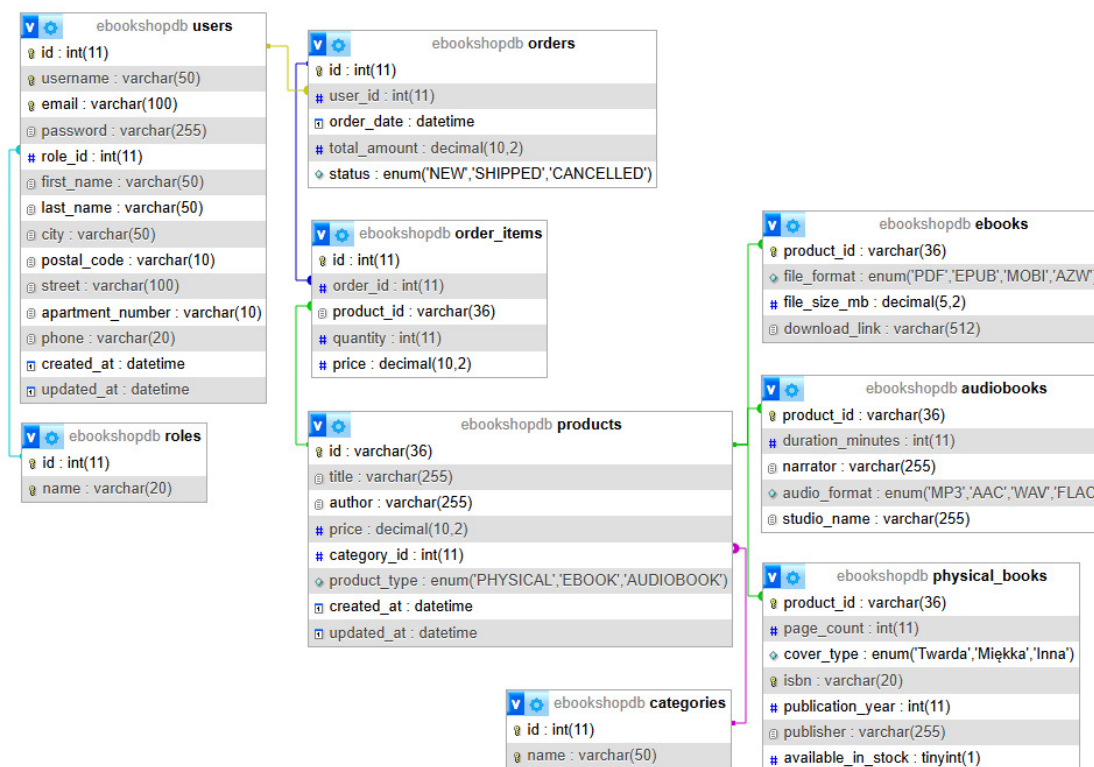 ebookshopdb users
id : int(11)
username : varchar(50)
email : varchar(100)
password : varchar(255)
role_id : int(11)
first_name : varchar(50)
last_name : varchar(50)
city : varchar(50)
postal_code : varchar(10)
street : varchar(100)
apartment_number : varchar(10)
phone : varchar(20)
created_at : datetime
updated_at : datetime
ebookshopdb roles
id : int(11)
name : varchar(20)
ebookshopdb orders
id : int(11)
user_id : int(11)
order_date : datetime
total_amount : decimal(10,2)
status : enum('NEW','SHIPPED','CANCELLED')
ebookshopdb order_items
id : int(11)
order_id : int(11)
product_id : varchar(36)
quantity : int(11)
price : decimal(10,2)
ebookshopdb products
id : varchar(36)
title : varchar(255)
author : varchar(255)
price : decimal(10,2)
category_id : int(11)
product_type : enum('PHYSICAL','EBOOK','AUDIOBOOK')
created_at : datetime
updated_at : datetime
ebookshopdb categories
id : int(11)
name : varchar(50)
ebookshopdb ebooks
product_id : varchar(36)
file_format : enum('PDF','EPUB','MOBI','AZW')
file_size_mb : decimal(5,2)
download_link : varchar(512)
ebookshopdb audiobooks
product_id : varchar(36)
duration_minutes : int(11)
narrator : varchar(255)
audio_format : enum('MP3','AAC','WAV','FLAC
studio_name : varchar(255)
ebookshopdb physical_books
product_id : varchar(36)
page_count : int(11)
cover_type : enum('Twarda','Miękka','Inna')
isbn : varchar(20)
publication_year : int(11)
publisher : varchar(255)
available_in_stock : tinyint(1)